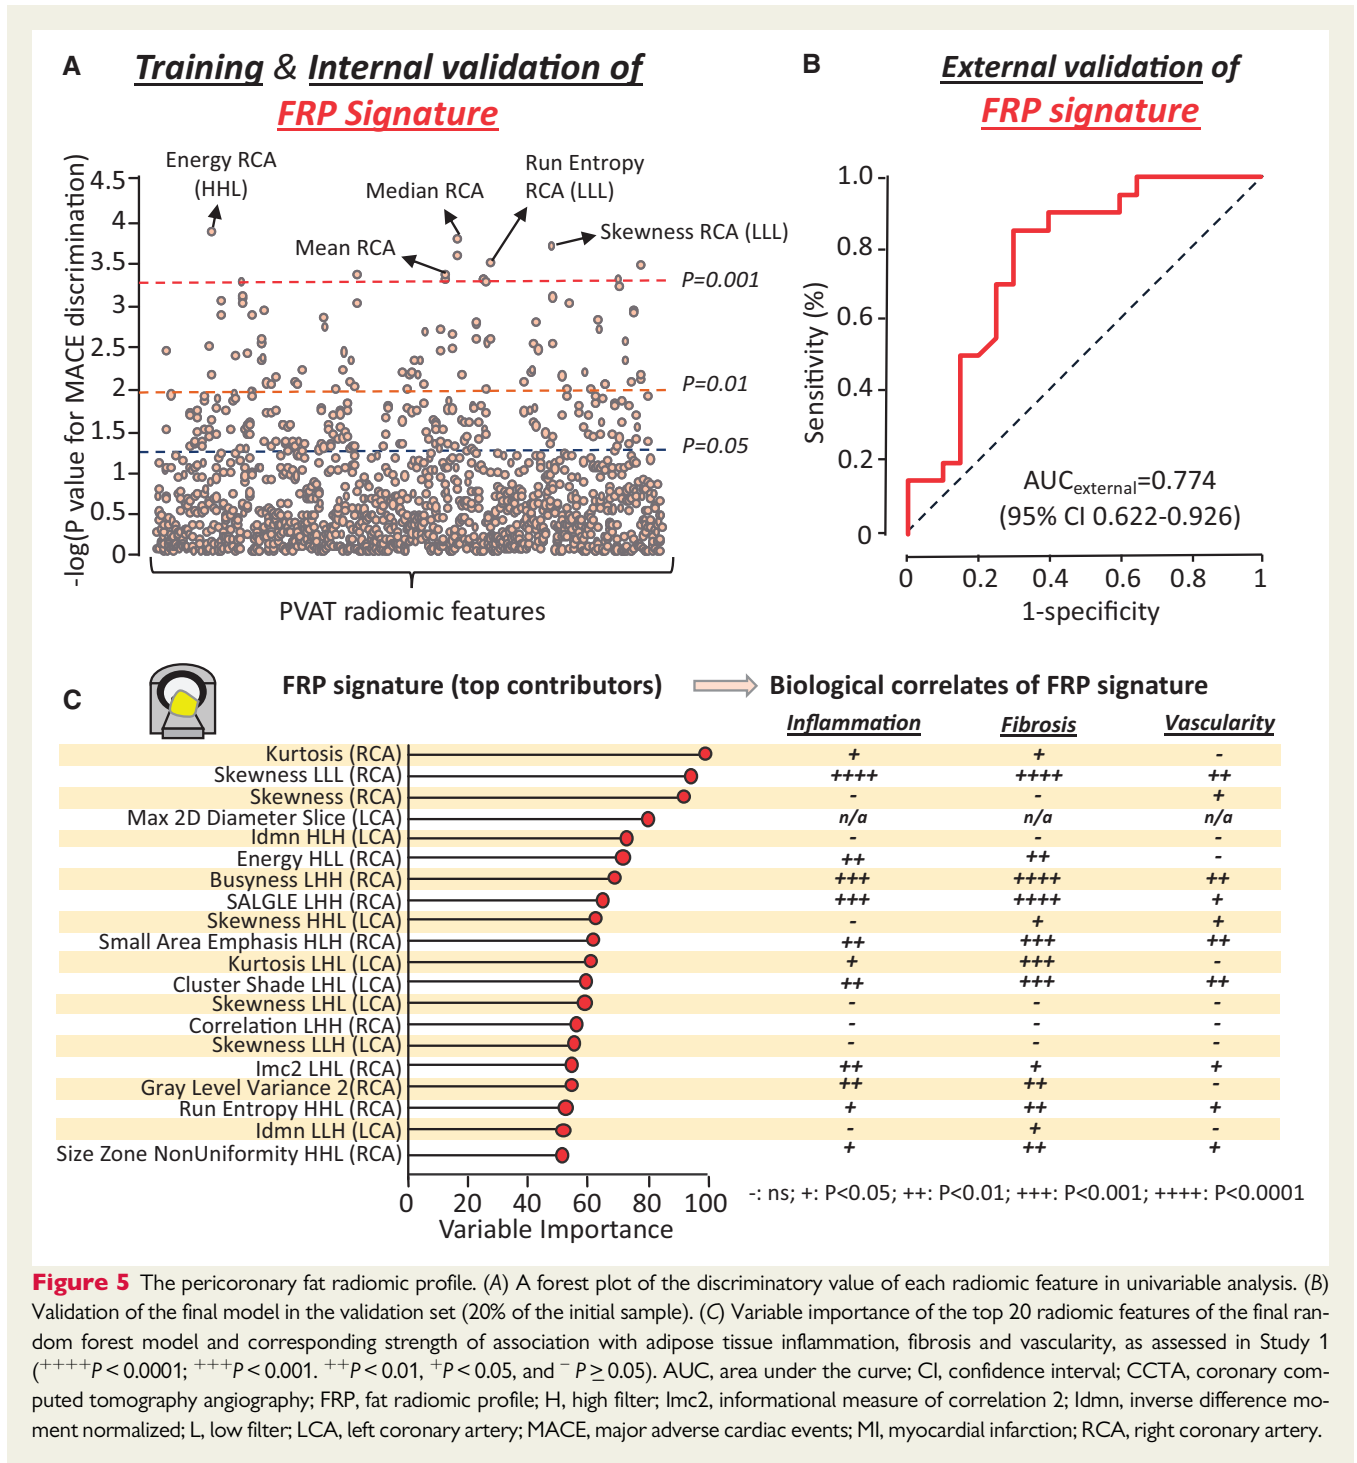 A
Training & Internal validation of
FRP Signature
-log(P value for MACE discrimination)
4.5
4
3.5
3
2.5
2
1.5
1
0.5
0
Energy RCA
(HHL)
Median RCA
Mean RCA
Run Entropy
RCA (LLL)
Skewness RCA (LLL)
P=0.001
P=0.01
P=0.05
PVAT radiomic features
B
External validation of
FRP signature
Sensitivity (%)
1.0
0.8
0.6
0.4
0.2
0
AUCexternal=0.774
(95% CI 0.622-0.926)
0 0.2 0.4 0.6 0.8 1
1-specificity
C
FRP signature (top contributors)
Biological correlates of FRP signature
Inflammation Fibrosis Vascularity
Kurtosis (RCA) + + -
Skewness LLL (RCA) ++++ ++++ ++
Skewness (RCA) - - +
Max 2D Diameter Slice (LCA) n/a n/a n/a
Idmn HLH (LCA) - - -
Energy HLL (RCA) ++ ++ -
Busyness LHH (RCA) +++ ++++ ++
SALGLE LHH (RCA) +++ ++++ +
Skewness HHL (LCA) - + +
Small Area Emphasis HLH (RCA) ++ +++ ++
Kurtosis LHL (LCA) + +++ -
Cluster Shade LHL (LCA) ++ +++ ++
Skewness LHL (LCA) - - -
Correlation LHH (RCA) - - -
Skewness LLH (LCA) - - -
Imc2 LHL (RCA) ++ + +
Gray Level Variance 2(RCA) ++ ++ -
Run Entropy HHL (RCA) + ++ +
Idmn LLH (LCA) - + -
Size Zone NonUniformity HHL (RCA) + ++ +
0 20 40 60 80 100
Variable Importance
-: ns; +: P<0.05; ++: P<0.01; +++: P<0.001; ++++: P<0.0001
Figure 5 The pericoronary fat radiomic profile. (A) A forest plot of the discriminatory value of each radiomic feature in univariable analysis. (B)
Validation of the final model in the validation set (20% of the initial sample). (C) Variable importance of the top 20 radiomic features of the final ran-
dom forest model and corresponding strength of association with adipose tissue inflammation, fibrosis and vascularity, as assessed in Study 1
(++++P < 0.0001; +++P < 0.001. ++P < 0.01, +P < 0.05, and − P ≥ 0.05). AUC, area under the curve; CI, confidence interval; CCTA, coronary com-
puted tomography angiography; FRP, fat radiomic profile; H, high filter; Imc2, informational measure of correlation 2; Idmn, inverse difference mo-
ment normalized; L, low filter; LCA, left coronary artery; MACE, major adverse cardiac events; MI, myocardial infarction; RCA, right coronary artery.